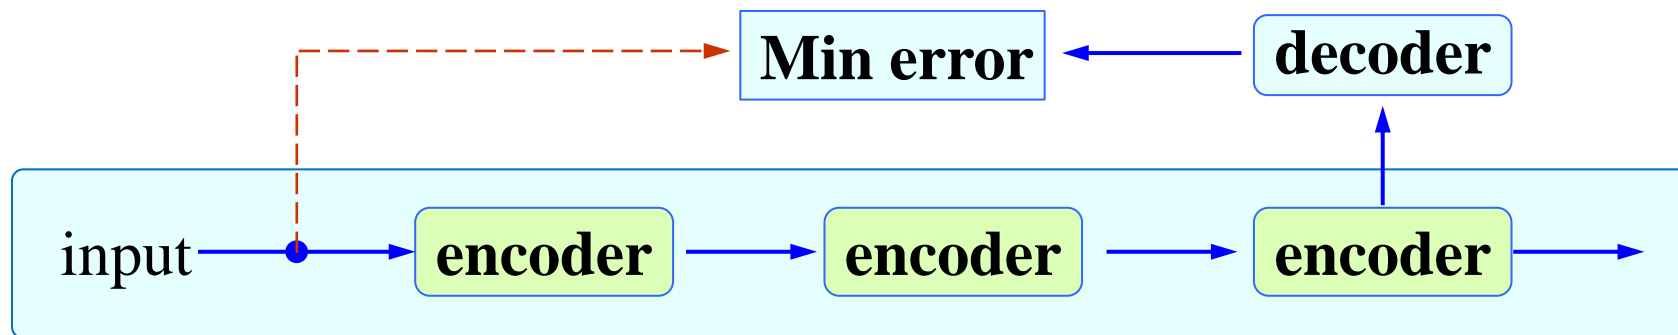 Min error
decoder
input
encoder
encoder
encoder